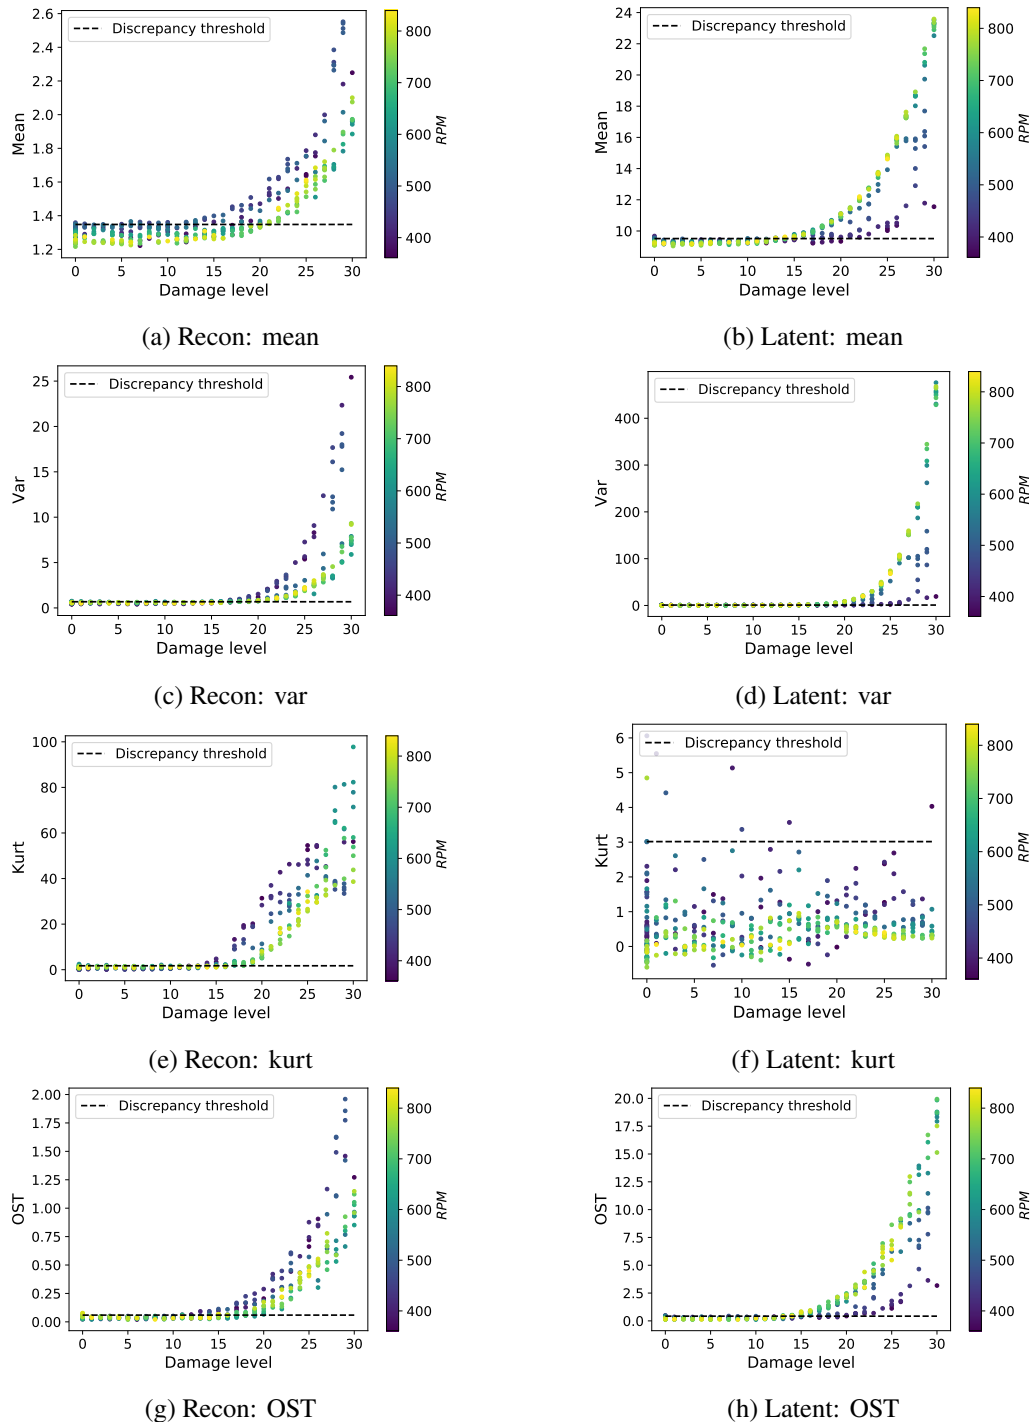 2.6
2.4
2.2
2.0
1.8
1.6
1.4
1.2
Mean
Discrepancy threshold
0 5 10 15 20 25 30
Damage level
800
700
600
500
400
RPM
(a) Recon: mean
24
22
20
18
16
14
12
10
Mean
Discrepancy threshold
0 5 10 15 20 25 30
Damage level
800
700
600
500
400
RPM
(b) Latent: mean
25
20
15
10
5
0
Var
Discrepancy threshold
0 5 10 15 20 25 30
Damage level
800
700
600
500
400
RPM
(c) Recon: var
400
300
200
100
0
Var
Discrepancy threshold
0 5 10 15 20 25 30
Damage level
800
700
600
500
400
RPM
(d) Latent: var
100
80
60
40
20
0
Kurt
Discrepancy threshold
0 5 10 15 20 25 30
Damage level
800
700
600
500
400
RPM
(e) Recon: kurt
6
5
4
3
2
1
0
Kurt
Discrepancy threshold
0 5 10 15 20 25 30
Damage level
800
700
600
500
400
RPM
(f) Latent: kurt
2.00
1.75
1.50
1.25
1.00
0.75
0.50
0.25
0.00
OST
Discrepancy threshold
0 5 10 15 20 25 30
Damage level
800
700
600
500
400
RPM
(g) Recon: OST
20.0
17.5
15.0
12.5
10.0
7.5
5.0
2.5
0.0
OST
Discrepancy threshold
0 5 10 15 20 25 30
Damage level
800
700
600
500
400
RPM
(h) Latent: OST